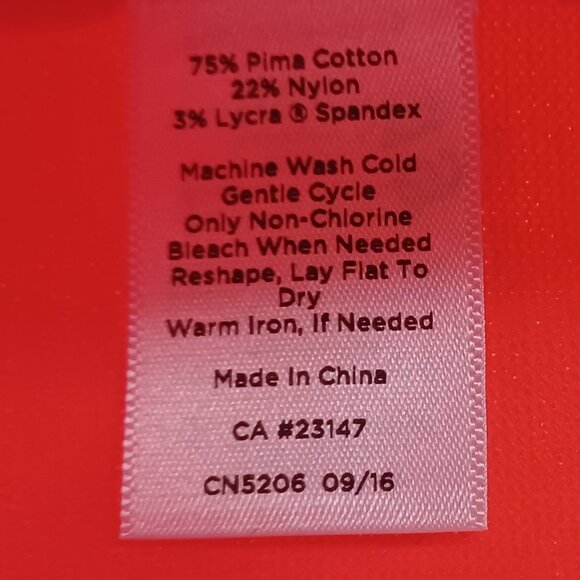 75% Pima Cotton
22% Nylon
3% Lycra ® Spandex
Machine Wash Cold
Gentle Cycle
Only Non-Chlorine
Bleach When Needed
Reshape, Lay Flat To
Dry
Warm Iron, If Needed
Made In China
CA #23147
CN5206 09/16